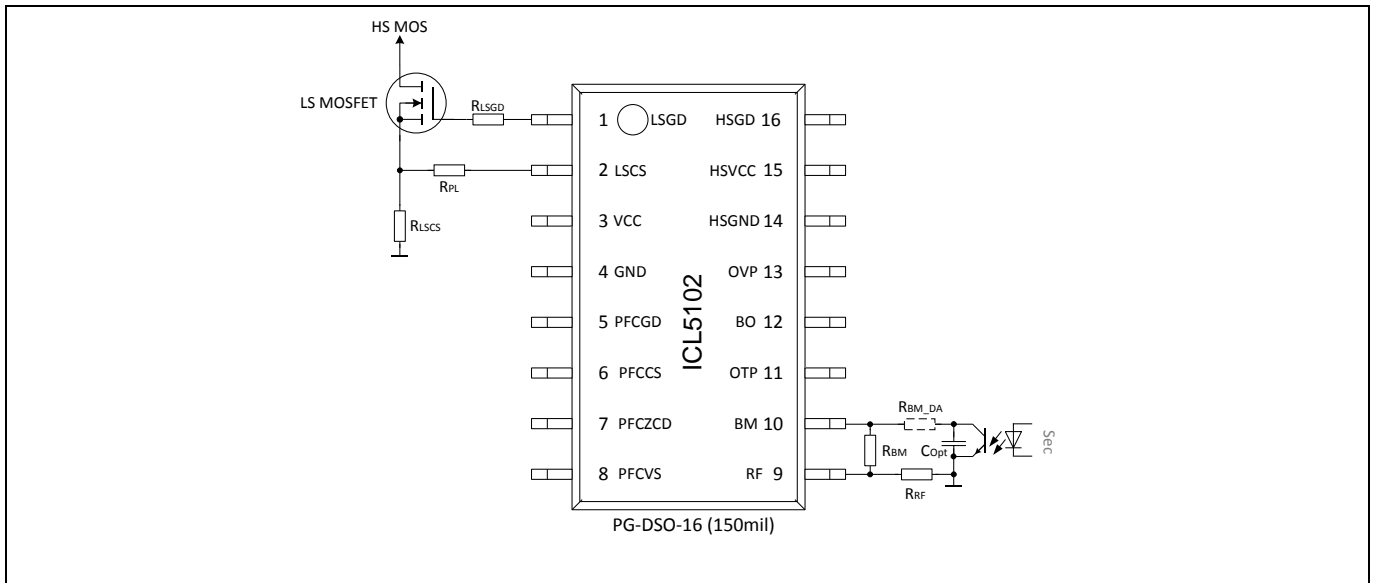 HS MOS
LS MOSFET
RLSGD
RPL
RLSCS
1 LSGD HSGD 16
2 LSCS HSVCC 15
3 VCC HSGND 14
4 GND OVP 13
5 PFCGD BO 12
6 PFCCS OTP 11
7 PFCZCD BM 10
8 PFCVS RF 9
ICL5102
RBM_DA
RBM
COpt
RRF
Sec
PG-DSO-16 (150mil)